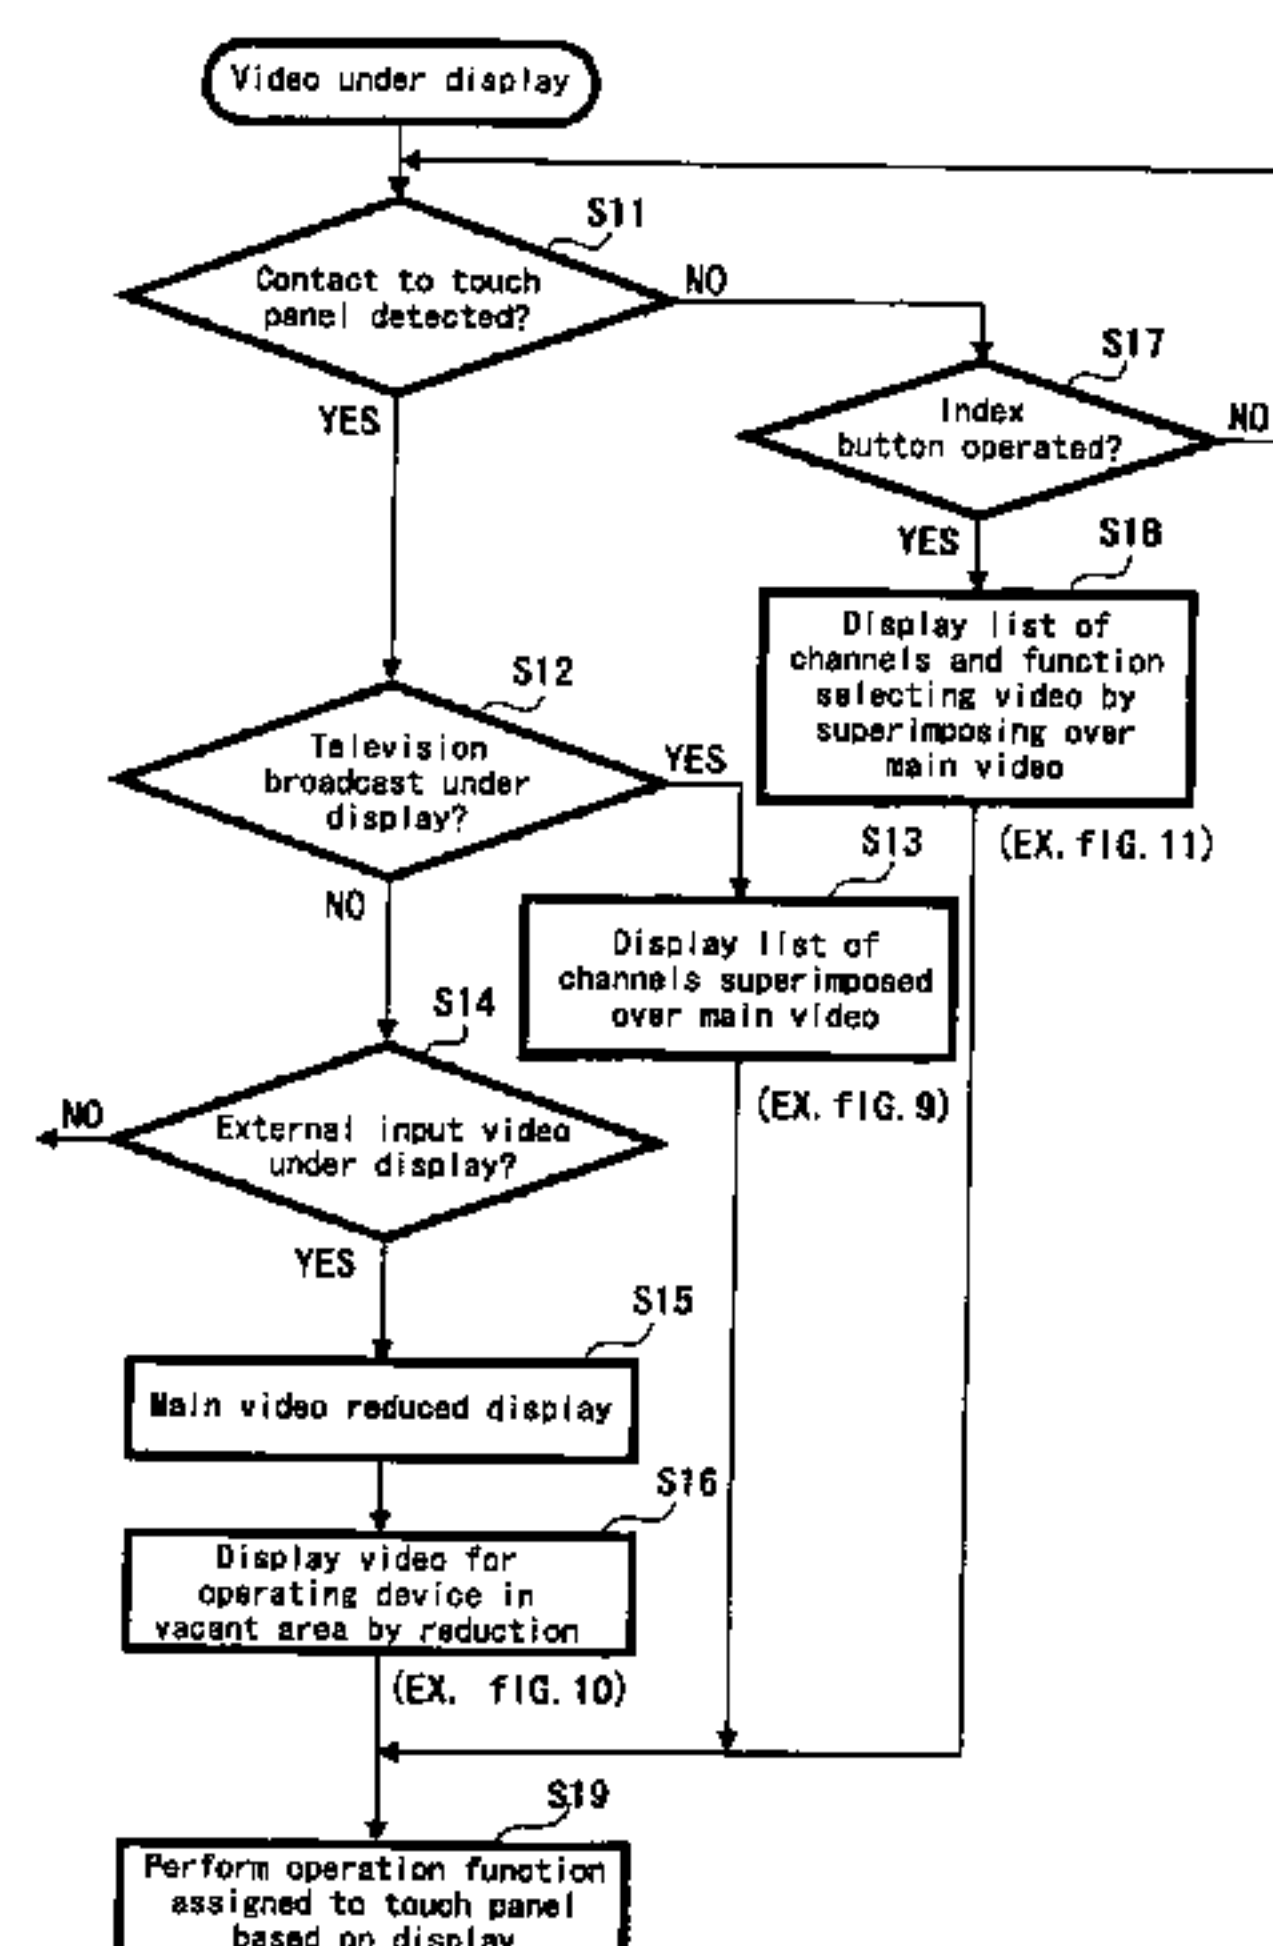 Video under display
S11
Contact to touch
panel detected?
NO
YES
S17
Index
button operated?
NO
YES
S18
Display list of
channels and function
selecting video by
superimposing over
main video
(EX. fIG. 11)
S12
Television
broadcast under
display?
YES
NO
S13
Display list of
channels superimposed
over main video
(EX. fIG. 9)
S14
External input video
under display?
NO
YES
S15
Main video reduced display
S16
Display video for
operating device in
vacant area by reduction
(EX. fIG. 10)
S19
Perform operation function
assigned to touch panel
based on display